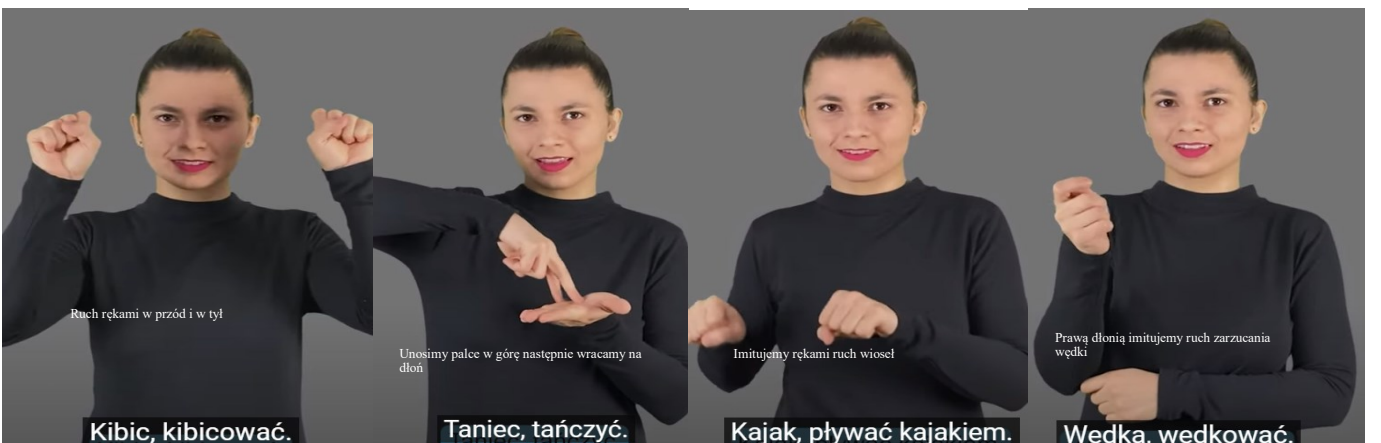 Ruch rękami w przód i w tył
Kibic, kibicować.
Unosimy palce w górę następnie wracamy na
dłoń
Taniec, tańczyć.
Imitujemy rękami ruch wioseł
Kajak, pływać kajakiem.
Prawą dłonią imitujemy ruch zarzucania
wędki
Wędka, wędkować.